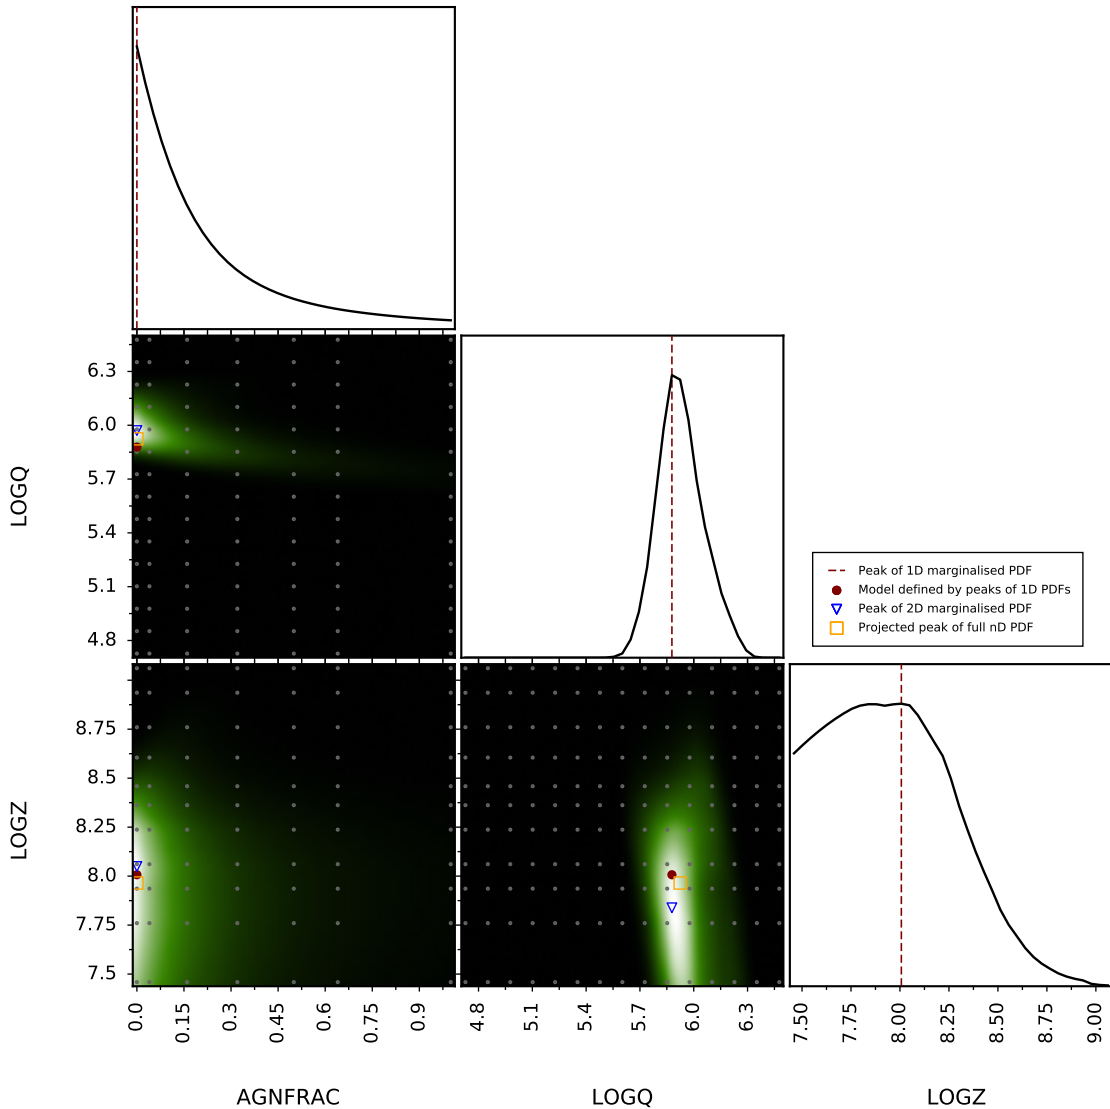 6.3
6.0
5.7
5.4
5.1
4.8
LOGQ
Peak of 1D marginalised PDF
Model defined by peaks of 1D PDFs
Peak of 2D marginalised PDF
Projected peak of full nD PDF
8.75
8.5
8.25
8.0
7.75
7.5
LOGZ
0.0 0.15 0.3 0.45 0.6 0.75 0.9
4.8 5.1 5.4 5.7 6.0 6.3
7.50 7.75 8.00 8.25 8.50 8.75 9.00
AGNFRAC LOGQ LOGZ